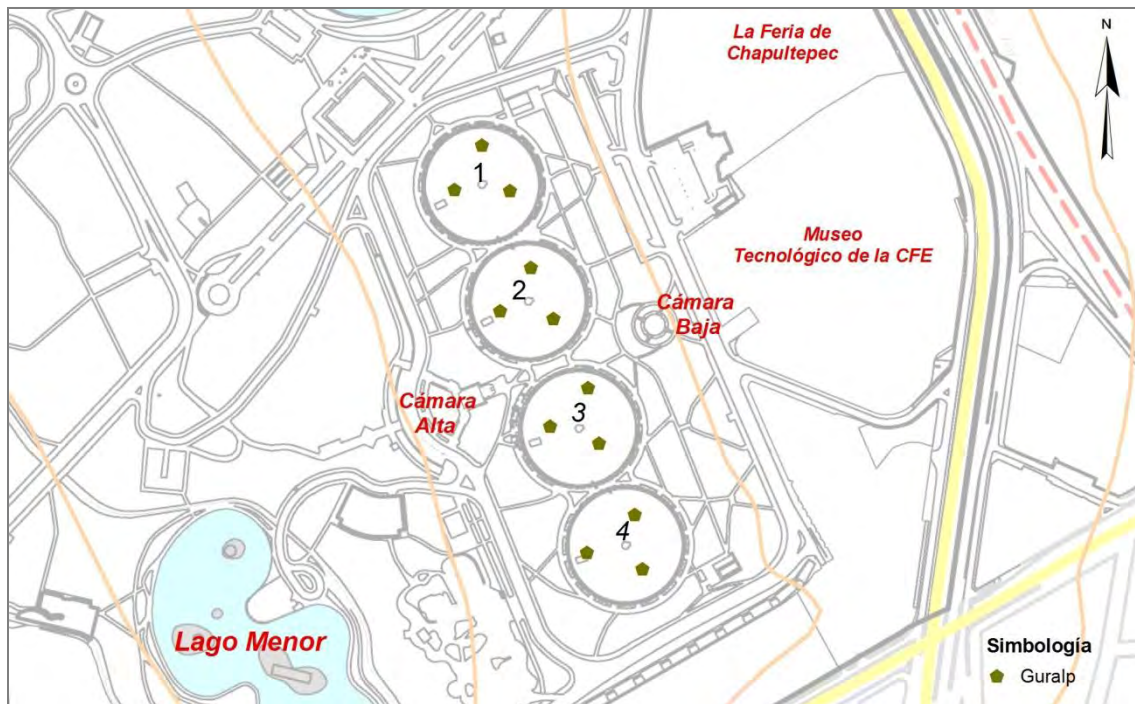 La Feria de
Chapultepec
N
1
Museo
Tecnológico de la CFE
2
Cámara
Baja
Cámara
Alta
3
4
Lago Menor
Simbología
Guralp